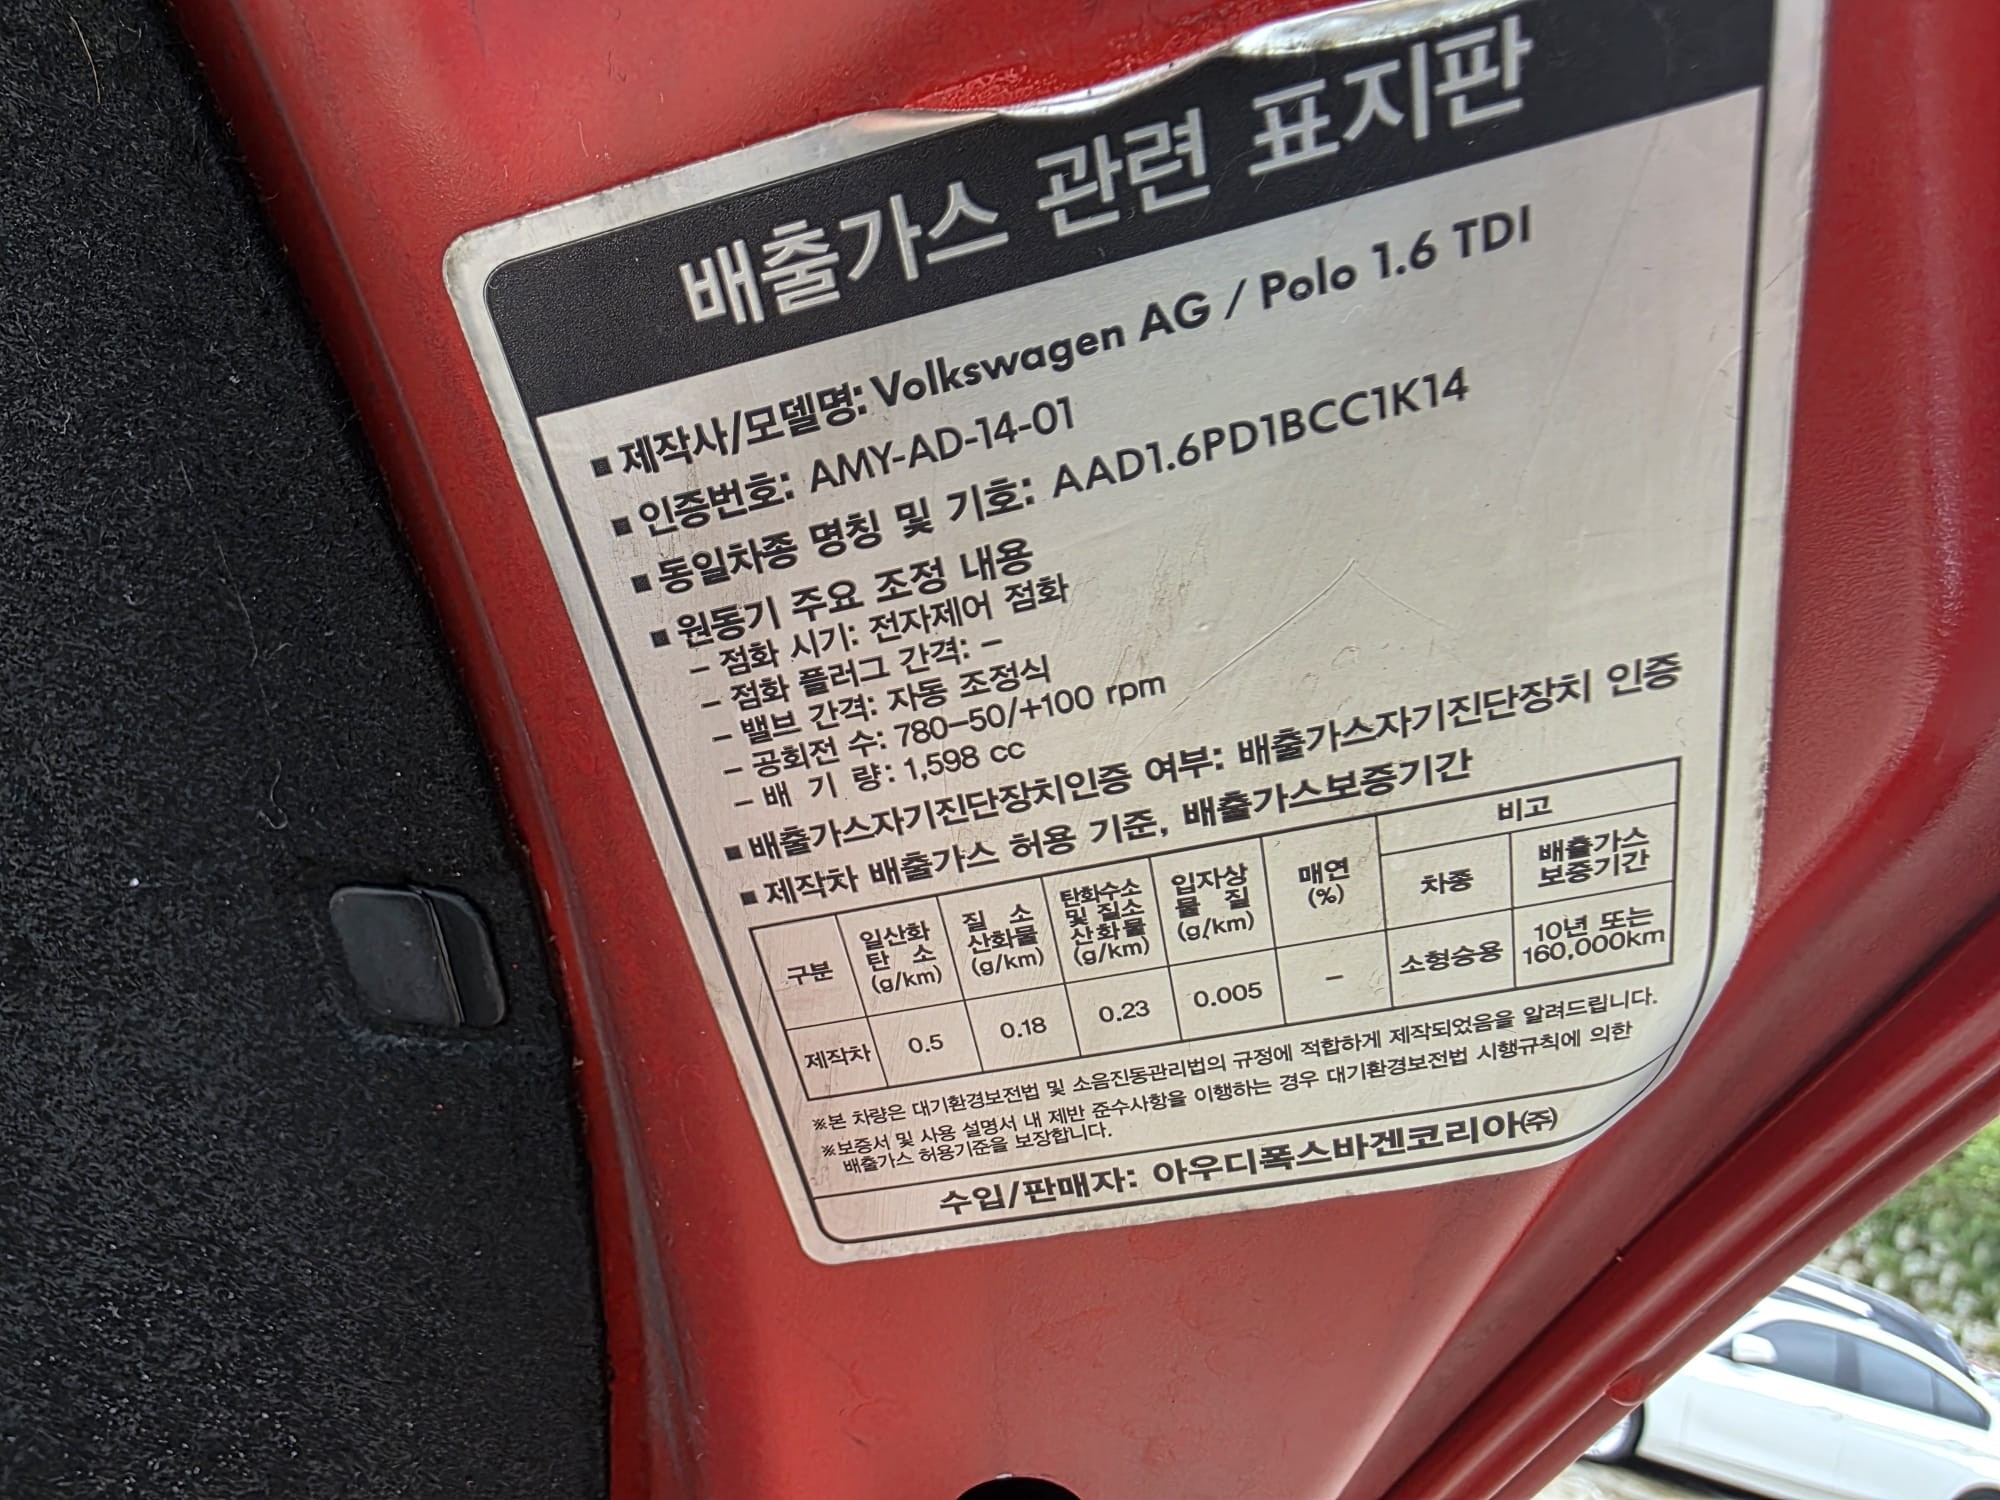 배출가스 관련 표지판
▪ 제작사/모델명: Volkswagen AG / Polo 1.6 TDI
▪ 인증번호: AMY-AD-14-01
▪ 동일차종 명칭 및 기호: AAD1.6PD1BCC1K14
▪ 원동기 주요 조정 내용
– 점화 시기: 전자제어 점화
– 점화 플러그 간격: –
– 밸브 간격: 자동 조정식
– 공회전 수: 780–50/+100 rpm
– 배 기 량: 1,598 cc
▪ 배출가스자기진단장치인증 여부: 배출가스자기진단장치 인증
▪ 제작차 배출가스 허용 기준, 배출가스보증기간
구분 일산화탄 소 (g/km) 질 소 산화물 (g/km) 탄화수소 및 질소 산화물 (g/km) 입자상 물 질 (g/km) 매연 (%) 비고
차종 배출가스 보증기간
제작차 0.5 0.18 0.23 0.005 – 소형승용 10년 또는 160,000km
※본 차량은 대기환경보전법 및 소음진동관리법의 규정에 적합하게 제작되었음을 알려드립니다.
※보증서 및 사용 설명서 내 제반 준수사항을 이행하는 경우 대기환경보전법 시행규칙에 의한
배출가스 허용기준을 보장합니다.
수입/판매자: 아우디폭스바겐코리아㈜